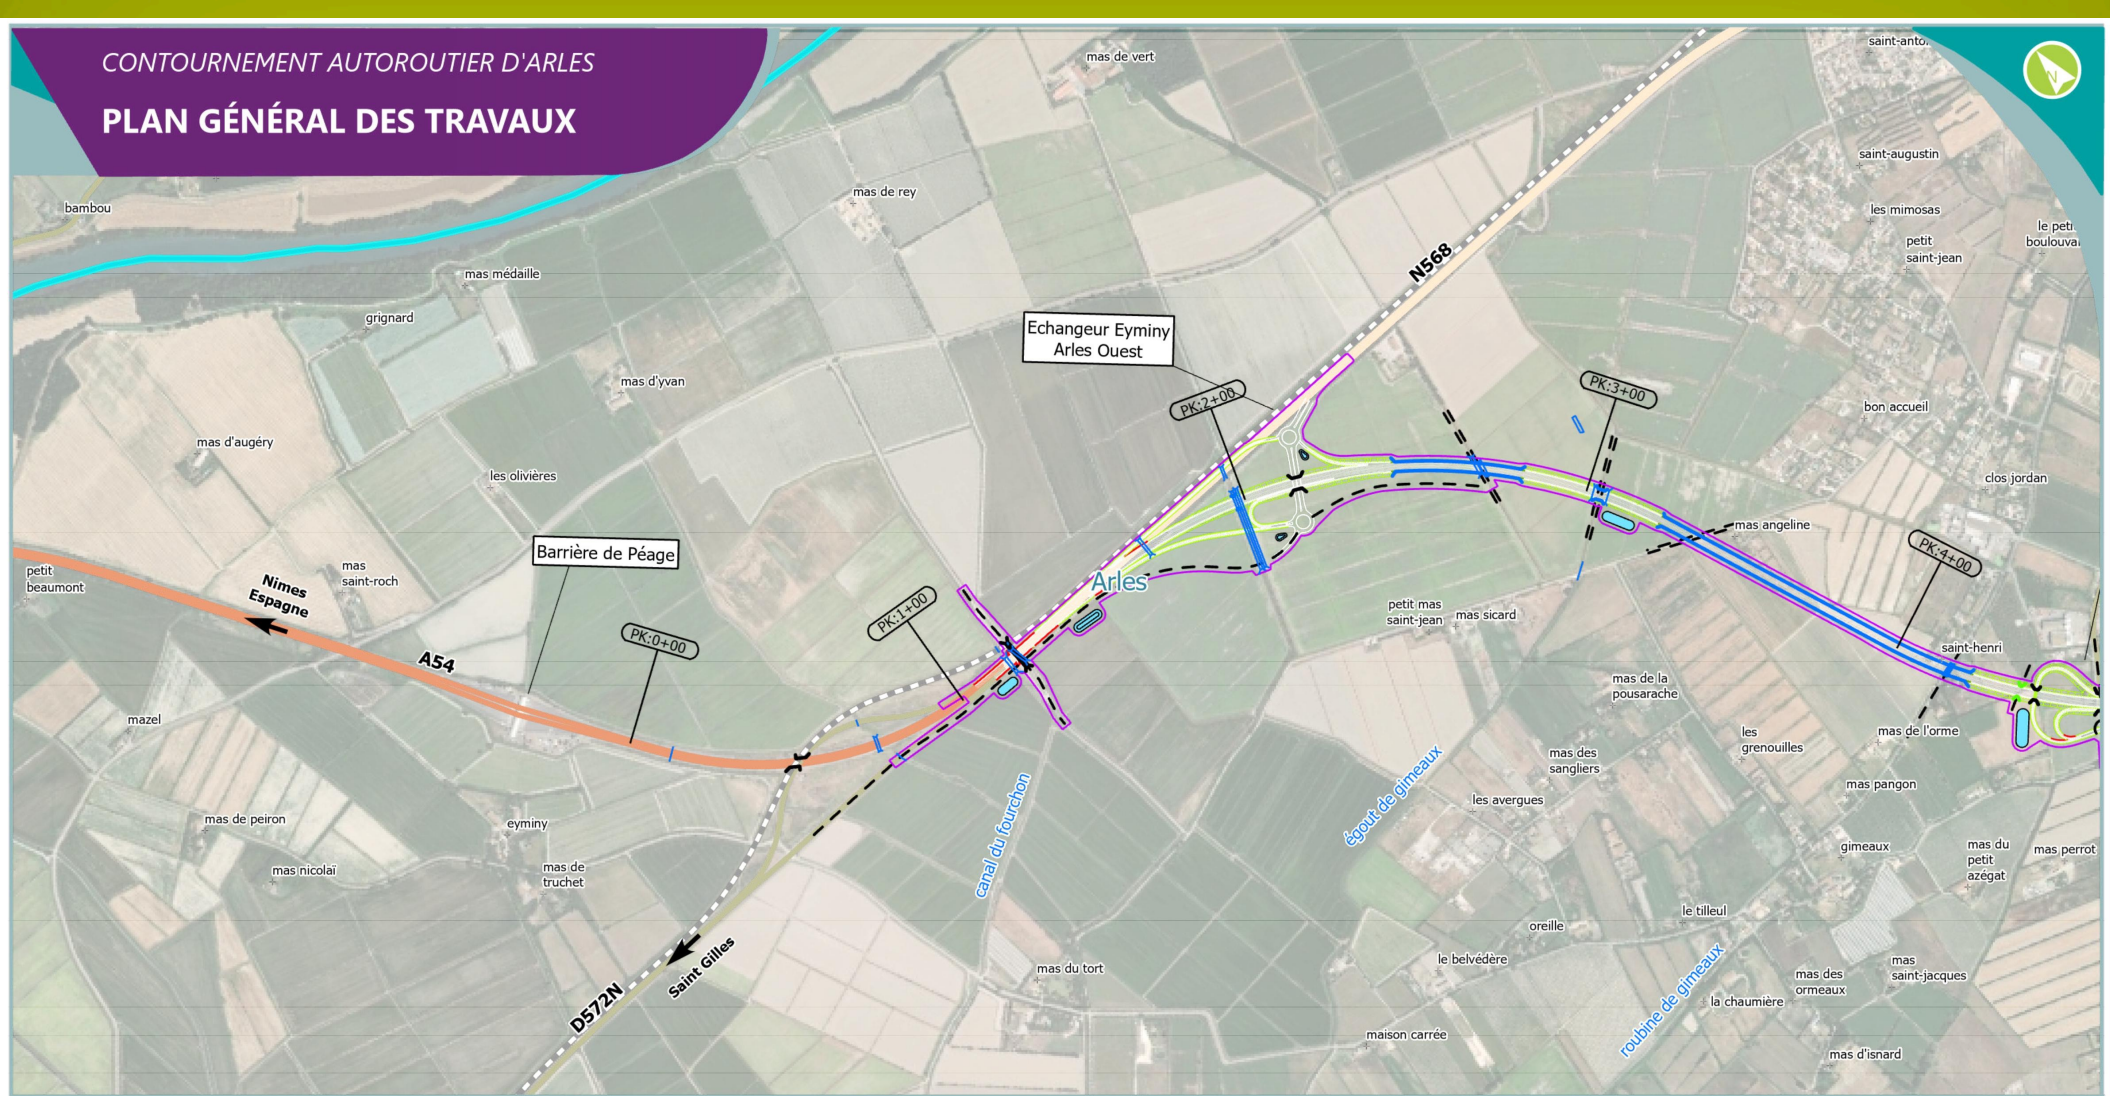 CONTOURNEMENT AUTOROUTIER D'ARLES
PLAN GÉNÉRAL DES TRAVAUX
N
mas de vert
saint-augustin
bambou
mas de rey
les mimosas
petit
saint-jean
mas médaille
N568
grignard
Echangeur Eyminy
Arles Ouest
mas d'yvan
PK:2+00
PK:3+00
bon accueil
mas d'augéry
les olivières
clos jordan
mas angeline
Barrière de Péage
PK:4+00
petit
beaumont
mas
saint-roch
Nimes
Espagne
Arles
PK:1+00
petit mas
saint-jean
mas sicard
PK:0+00
A54
saint-henri
mas de la
pousarache
mazel
mas de l'orme
les
grenouilles
mas des
sangliers
mas pangon
les avergues
égout de gimeaux
canal du fourchon
mas de peiron
eyminy
mas nicolaï
mas de
truchet
gimeaux
mas du
petit
azégat
mas perrot
le tilleul
oreille
Saint Gilles
D572N
mas du tort
le belvédère
mas
saint-jacques
mas des
ormeaux
la chaumière
roubine de gimeaux
maison carrée
mas d'isnard